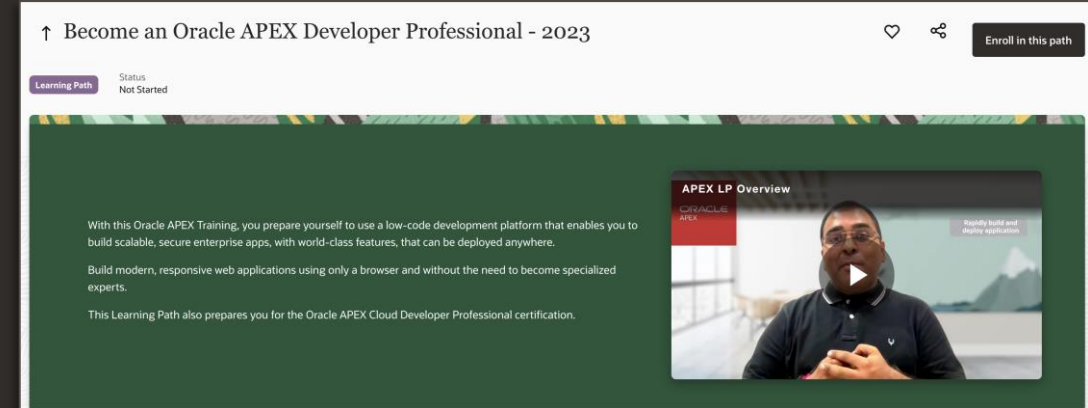 Become an Oracle APEX Developer Professional - 2023
Enroll in this path
Learning Path
Status
Not Started
With this Oracle APEX Training, you prepare yourself to use a low-code development platform that enables you to
build scalable, secure enterprise apps, with world-class features, that can be deployed anywhere.
Build modern, responsive web applications using only a browser and without the need to become specialized
experts.
This Learning Path also prepares you for the Oracle APEX Cloud Developer Professional certification.
APEX LP Overview
ORACLE
APEX
Rapidly build and
deploy application